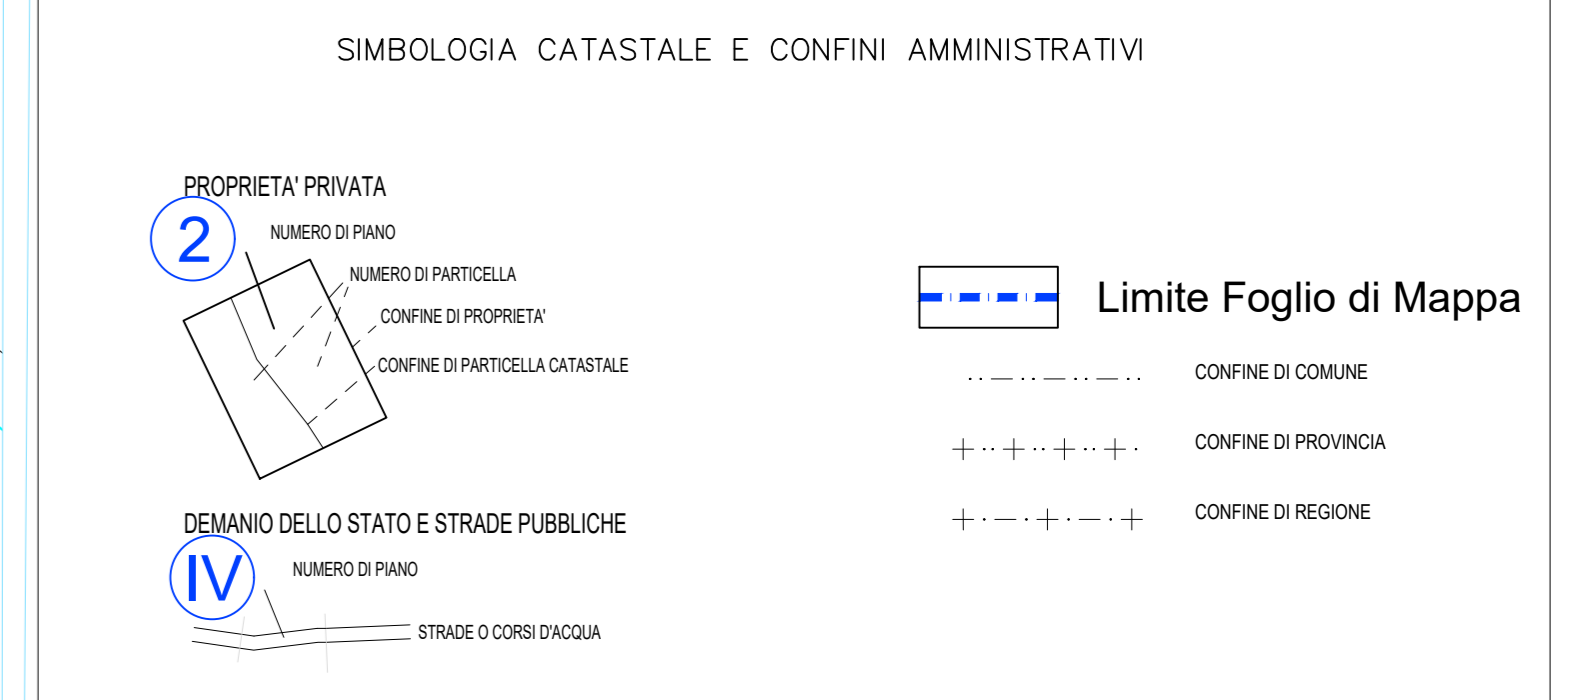 SIMBOLOGIA CATASTALE E CONFINI AMMINISTRATIVI
PROPRIETA' PRIVATA
2
NUMERO DI PIANO
NUMERO DI PARTICELLA
CONFINE DI PROPRIETA'
CONFINE DI PARTICELLA CATASTALE
DEMANIO DELLO STATO E STRADE PUBBLICHE
IV
NUMERO DI PIANO
STRADE O CORSI D'ACQUA
Limite Foglio di Mappa
CONFINE DI COMUNE
CONFINE DI PROVINCIA
CONFINE DI REGIONE